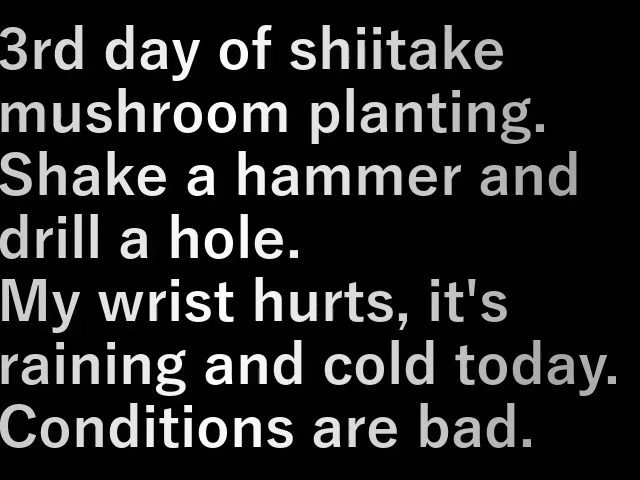 3rd day of shiitake
mushroom planting.
Shake a hammer and
drill a hole.
My wrist hurts, it's
raining and cold today.
Conditions are bad.